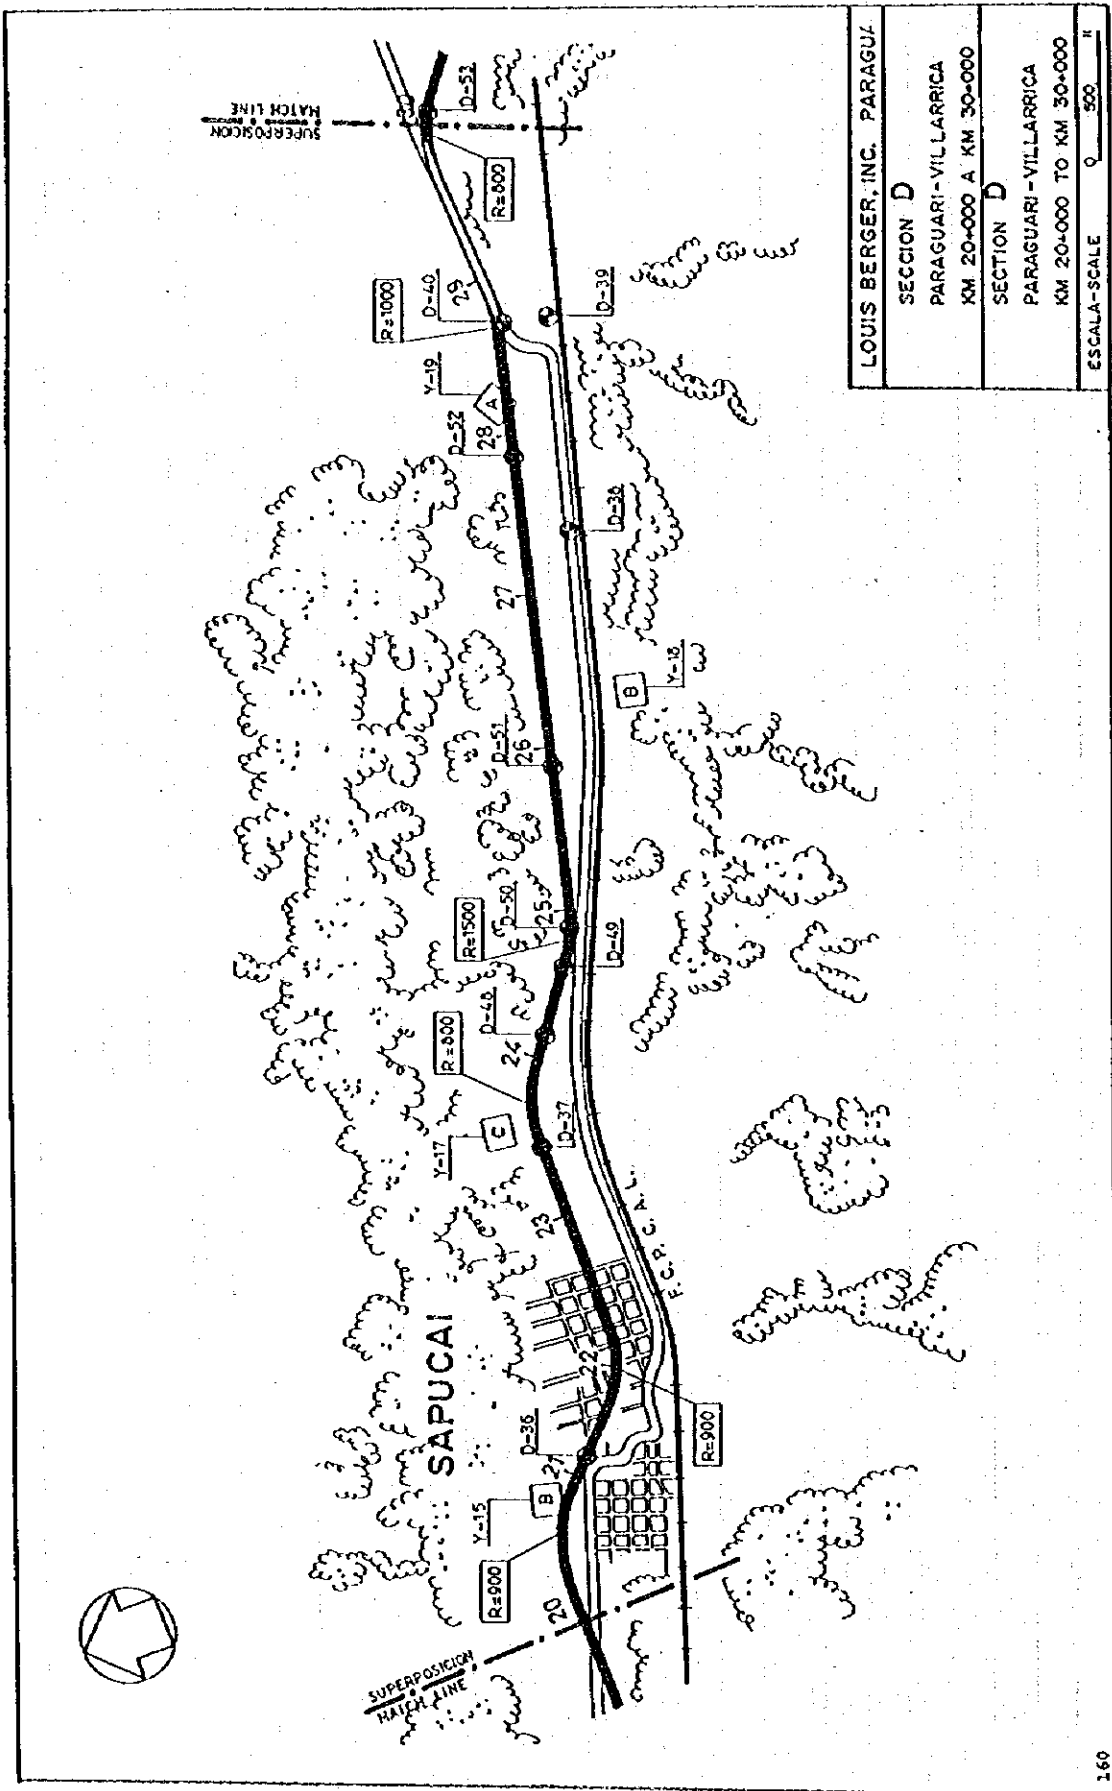 SUPERPOSICION
MATCH LINE
20
R=900
Y-15
B
21
D-36
SAPUCAI
22
R=900
F.C.P.C.A.L.
23
Y-17
C
D-37
R=800
24
D-48
D-49
R=1500
D-50
25
D-51
26
B
Y-18
27
D-38
D-52
28
Y-19
A
R=1000
D-40
29
D-39
R=800
D-53
SUPERPOSICION
MATCH LINE
LOUIS BERGER, INC. PARAGUA
SECCION D
PARAGUARI-VILLARRICA
KM 20+000 A KM 30+000
SECTION D
PARAGUARI-VILLARRICA
KM 20+000 TO KM 30+000
ESCALA-SCALE 0 500 M
160